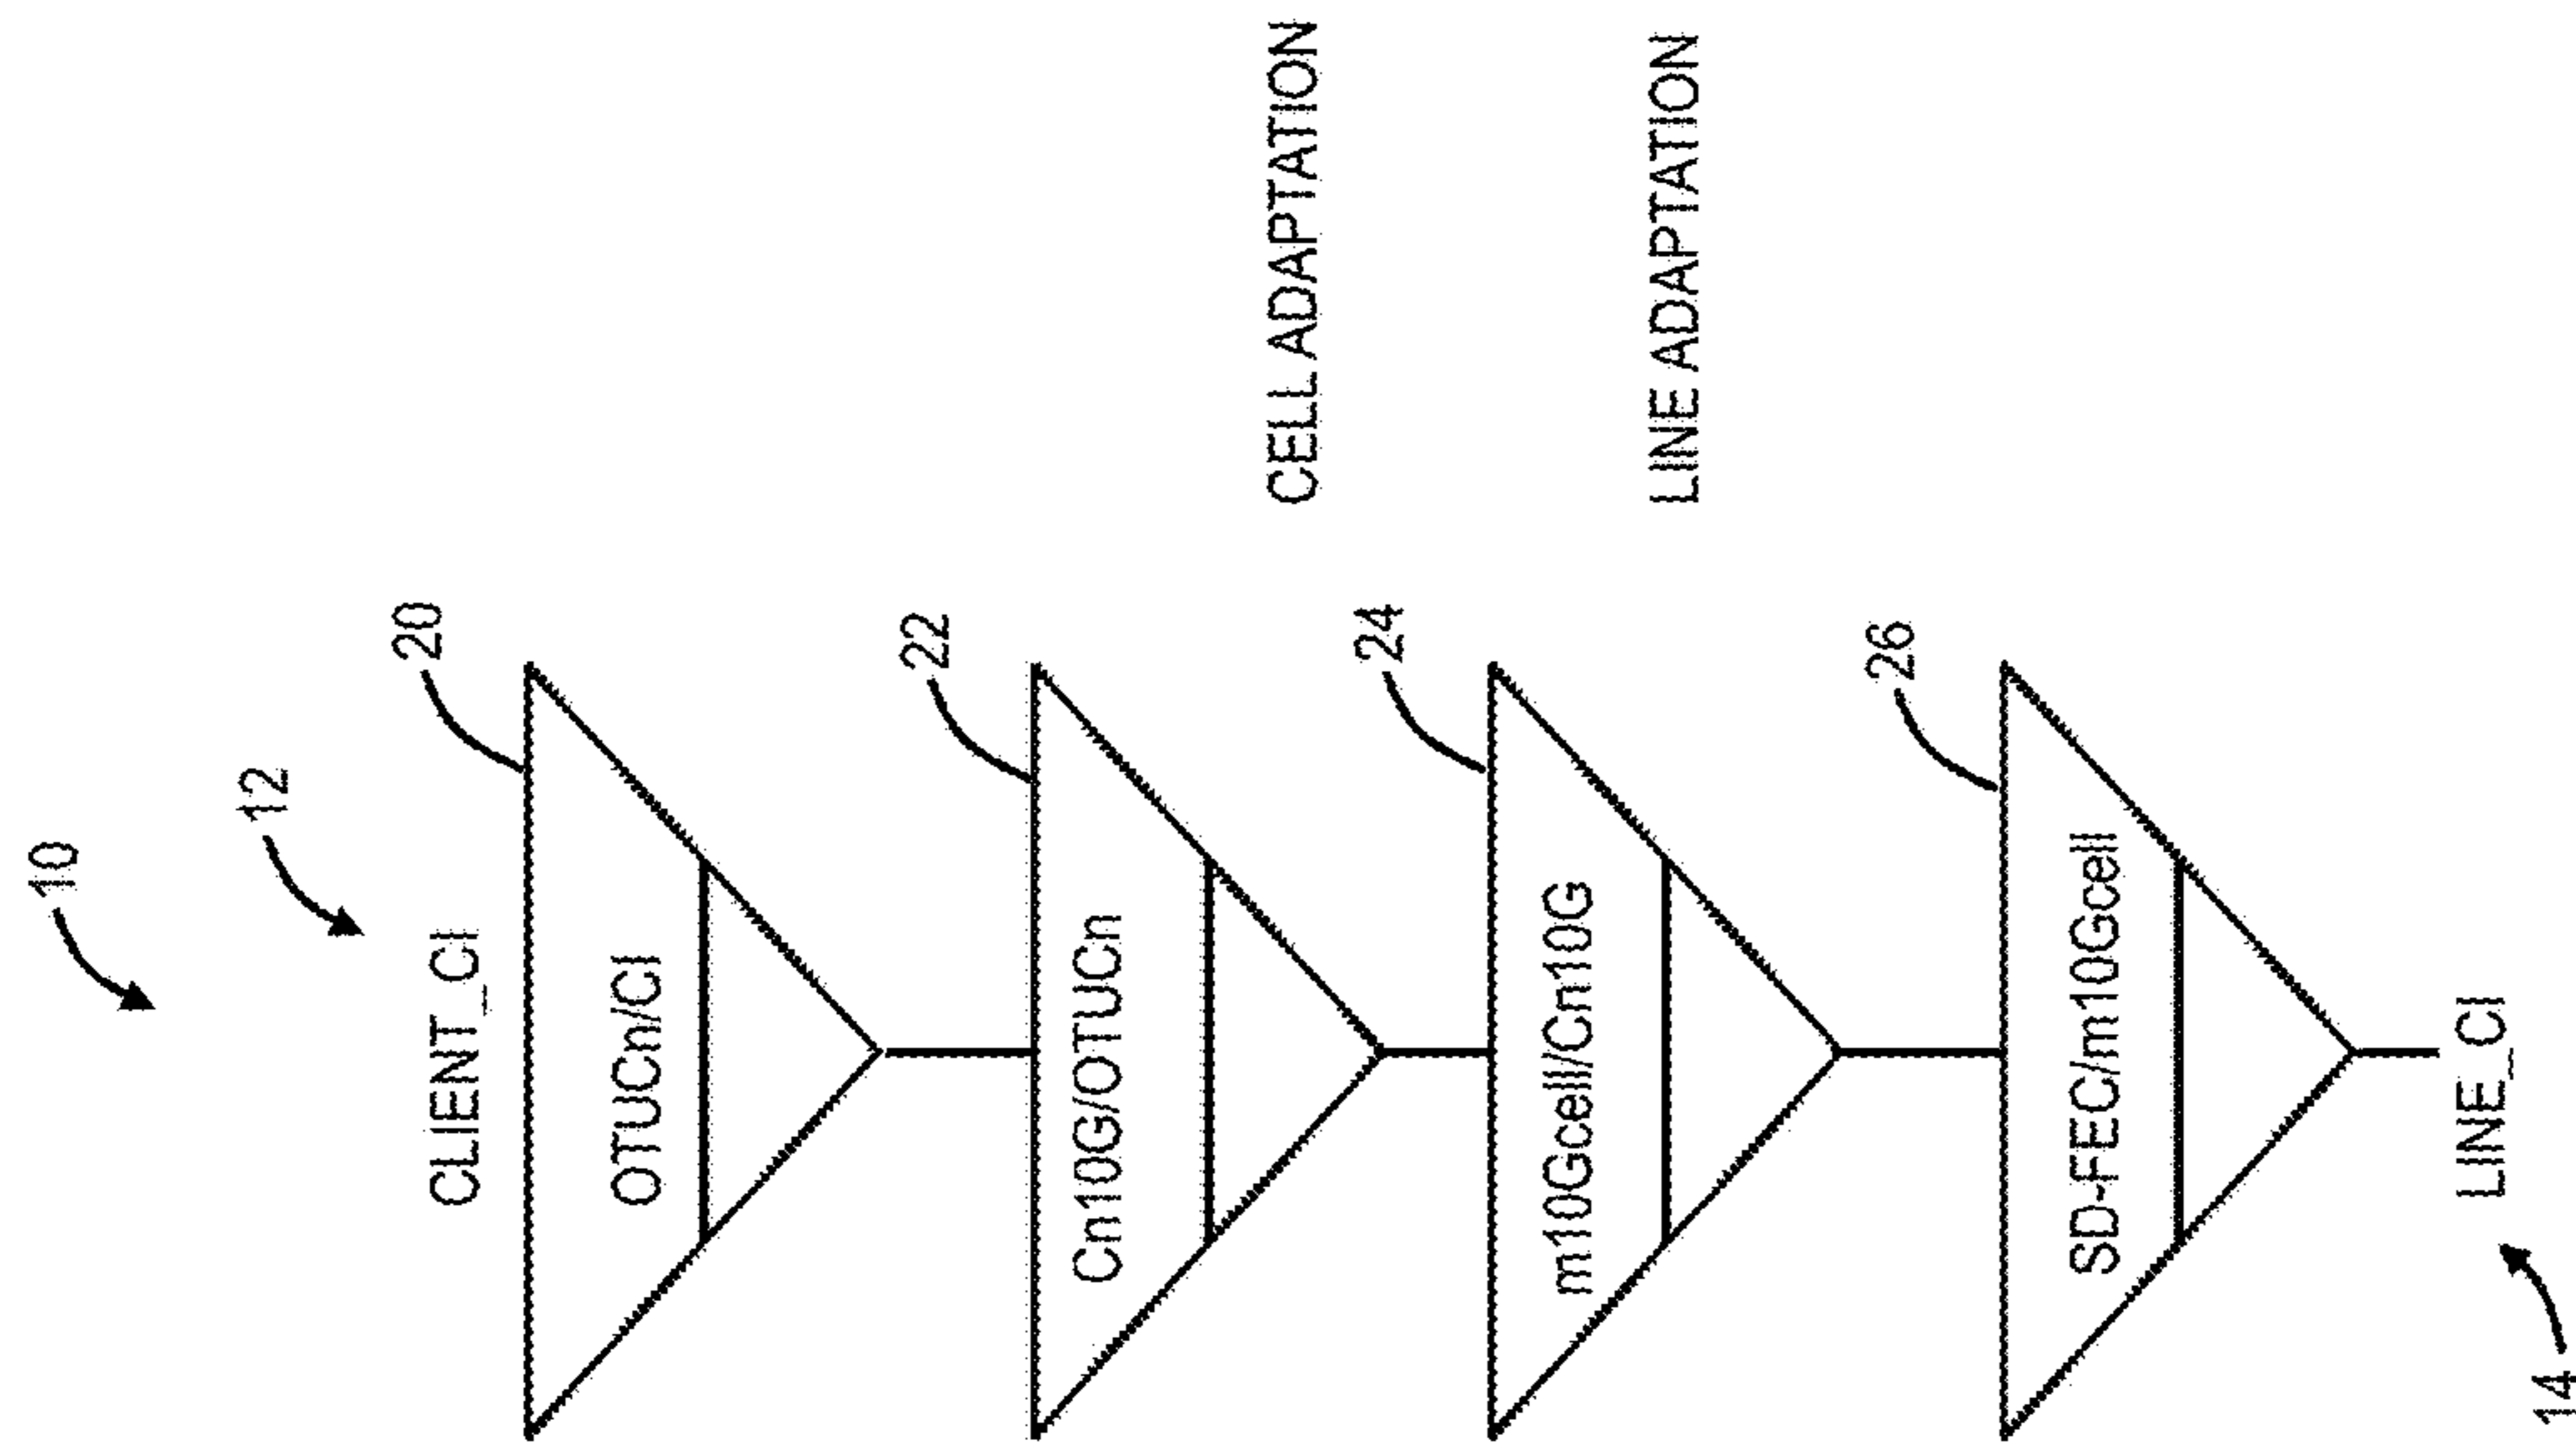 10
12
CLIENT_CI
20
OTUCn/CI
22
Cn10G/OTUCn
CELL ADAPTATION
24
m10Gcell/Cn10G
LINE ADAPTATION
26
SD-FEC/m10Gcell
LINE_CI
14